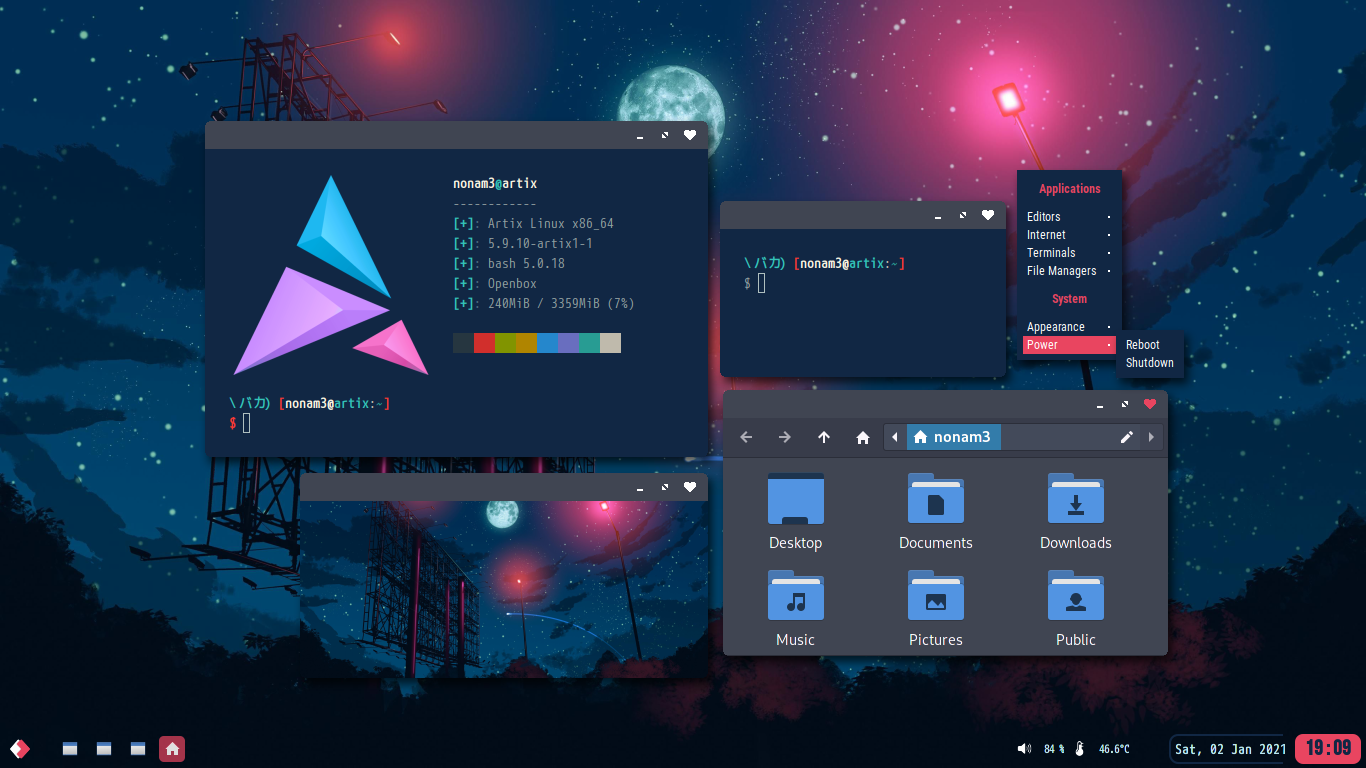 nonam3@artix
------------
[+]: Artix Linux x86_64
[+]: 5.9.10-artix1-1
[+]: bash 5.0.18
[+]: Openbox
[+]: 240MiB / 3359MiB (7%)
\バカ) [nonam3@artix:~]
$
\バカ) [nonam3@artix:~]
$
Applications
Editors
Internet
Terminals
File Managers
System
Appearance
Power
Reboot
Shutdown
nonam3
Desktop
Documents
Downloads
Music
Pictures
Public
84 %
46.6°C
Sat, 02 Jan 2021
19:09